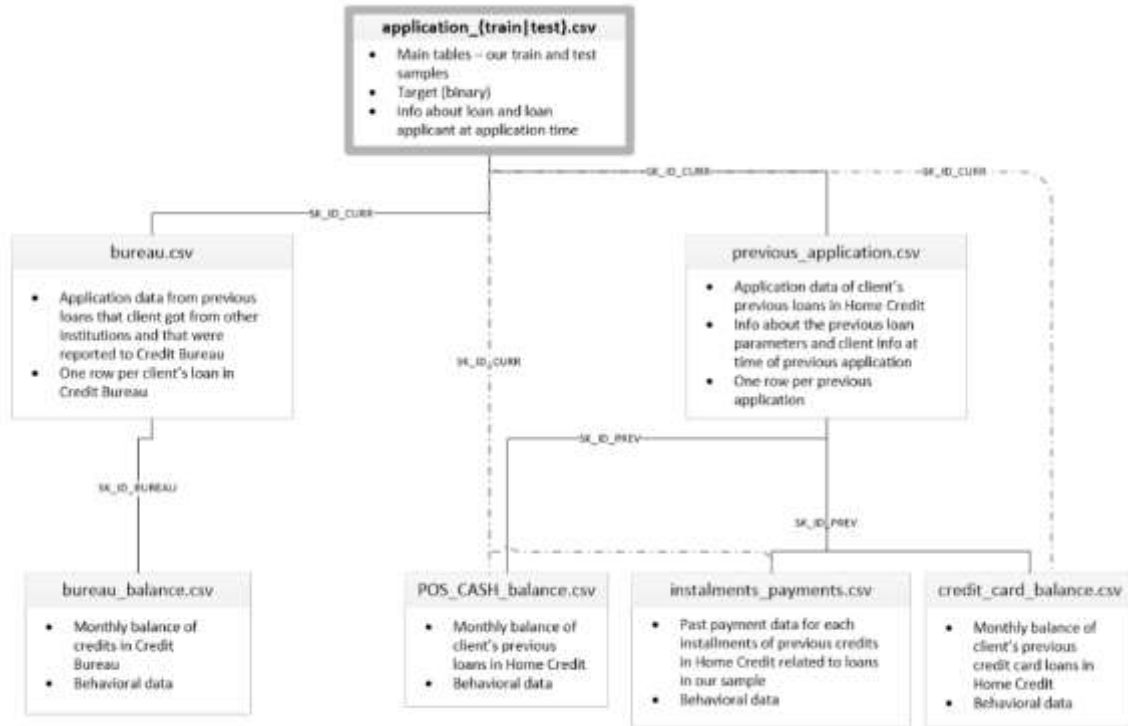 application_{train|test}.csv
• Main tables – our train and test
samples
• Target (binary)
• Info about loan and loan
applicant at application time
SK_ID_CURR
SK_ID_CURR
SK_ID_CURR
bureau.csv
• Application data from previous
loans that client got from other
institutions and that were
reported to Credit Bureau
• One row per client's loan in
Credit Bureau
previous_application.csv
• Application data of client's
previous loans in Home Credit
• Info about the previous loan
parameters and client info at
time of previous application
• One row per previous
application
SK_ID_CURR
SK_ID_PREV
SK_ID_BUREAU
SK_ID_PREV
bureau_balance.csv
• Monthly balance of
credits in Credit
Bureau
• Behavioral data
POS_CASH_balance.csv
• Monthly balance of
client's previous
loans in Home Credit
• Behavioral data
instalments_payments.csv
• Past payment data for each
installments of previous credits
in Home Credit related to loans
in our sample
• Behavioral data
credit_card_balance.csv
• Monthly balance of
client's previous
credit card loans in
Home Credit
• Behavioral data